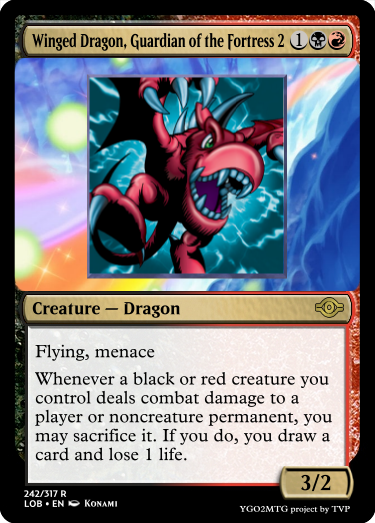 Winged Dragon, Guardian of the Fortress 2 1
Creature — Dragon
Flying, menace
Whenever a black or red creature you
control deals combat damage to a
player or noncreature permanent, you
may sacrifice it. If you do, you draw a
card and lose 1 life.
3/2
242/317 R
LOB • EN Konami
YGO2MTG project by TVP